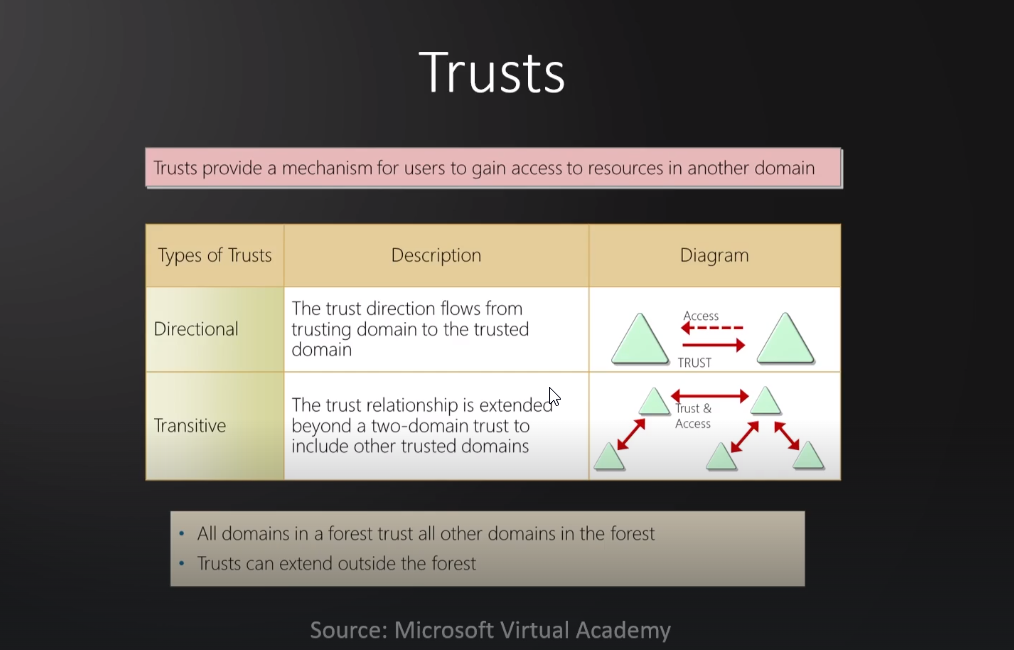 Trusts
Trusts provide a mechanism for users to gain access to resources in another domain
Types of Trusts
Description
Diagram
Directional
The trust direction flows from
trusting domain to the trusted
domain
Access
TRUST
Transitive
The trust relationship is extended
beyond a two-domain trust to
include other trusted domains
Trust &
Access
• All domains in a forest trust all other domains in the forest
• Trusts can extend outside the forest
Source: Microsoft Virtual Academy